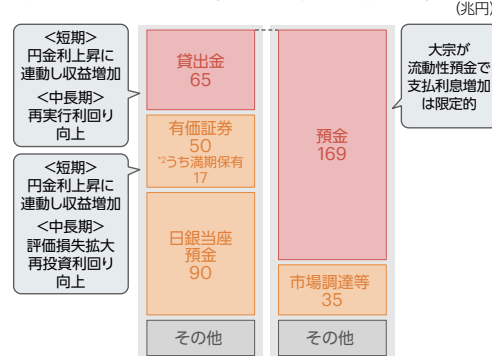 (兆円)
<短期>
円金利上昇に
連動し収益増加
<中長期>
再実行利回り
向上
貸出金
65
有価証券
50
*2うち満期保有
17
<短期>
円金利上昇に
連動し収益増加
<中長期>
評価損失拡大
再投資利回り
向上
日銀当座
預金
90
その他
預金
169
市場調達等
35
その他
大宗が
流動性預金で
支払利息増加
は限定的